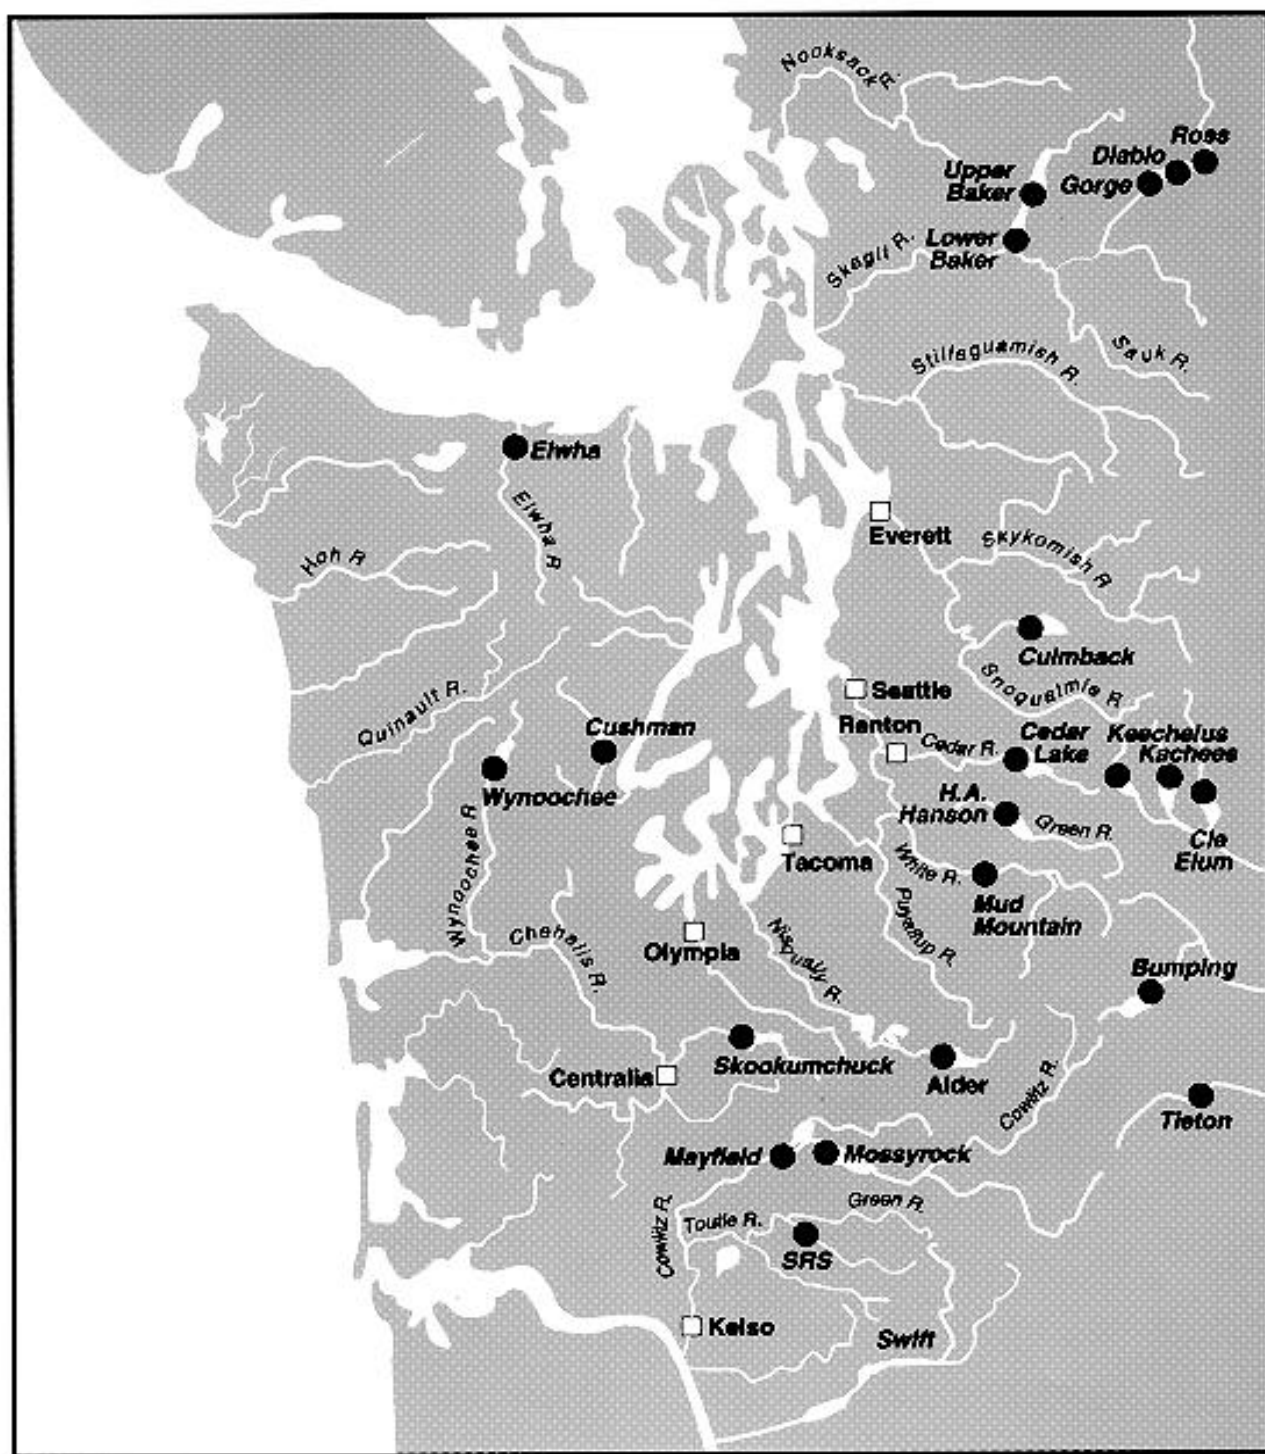 Nooksack R.
Ross
Diablo
Gorge
Upper
Baker
Lower
Baker
Skagit R.
Sauk R.
Stillaguamish R.
Elwha
Elwha R
Everett
Skykomish R
Hoh R
Culmback
Snoqualmie R.
Seattle
Quinault R.
Renton
Cedar R.
Cedar
Lake
Keechelus
Kachees
Cushman
Wynoochee
H.A.
Hanson
Green R.
Cle
Elum
Wynoochee R
Tacoma
White R.
Mud
Mountain
Puyallup R.
Chehalis R.
Olympia
Nisqually R.
Bumping
Skookumchuck
Centralia
Alder
Cowlitz R.
Tieton
Mayfield
Mossyrock
Cowlitz R.
Toutle R.
Green R.
SRS
Kelso
Swift